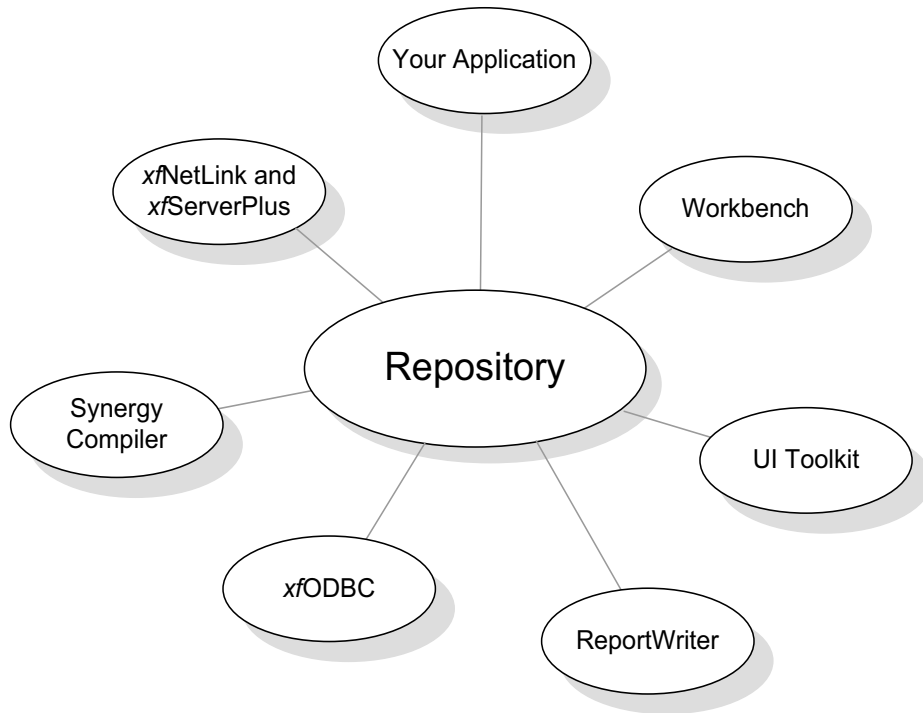 Your Application
xfNetLink and
xfServerPlus
Workbench
Repository
Synergy
Compiler
UI Toolkit
xfODBC
ReportWriter